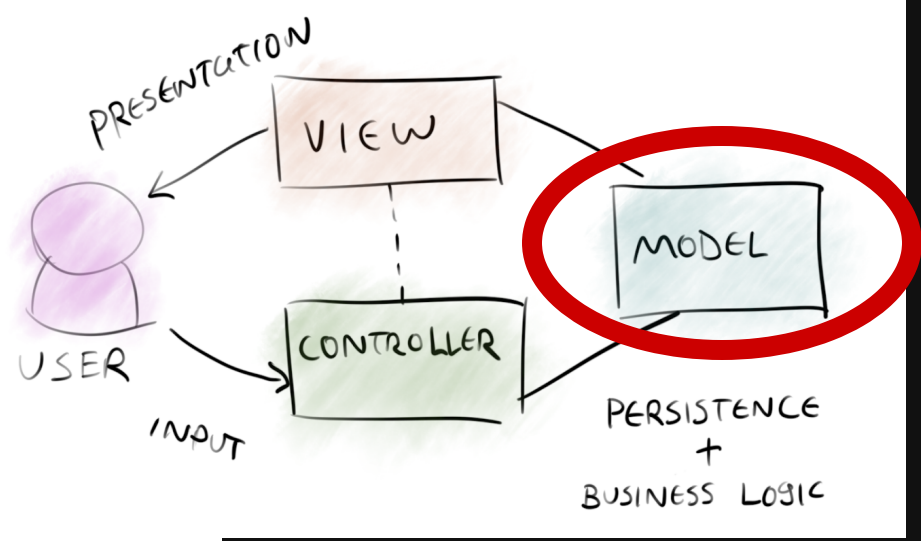 PRESENTATION
VIEW
MODEL
CONTROLLER
USER
INPUT
PERSISTENCE
+
BUSINESS LOGIC